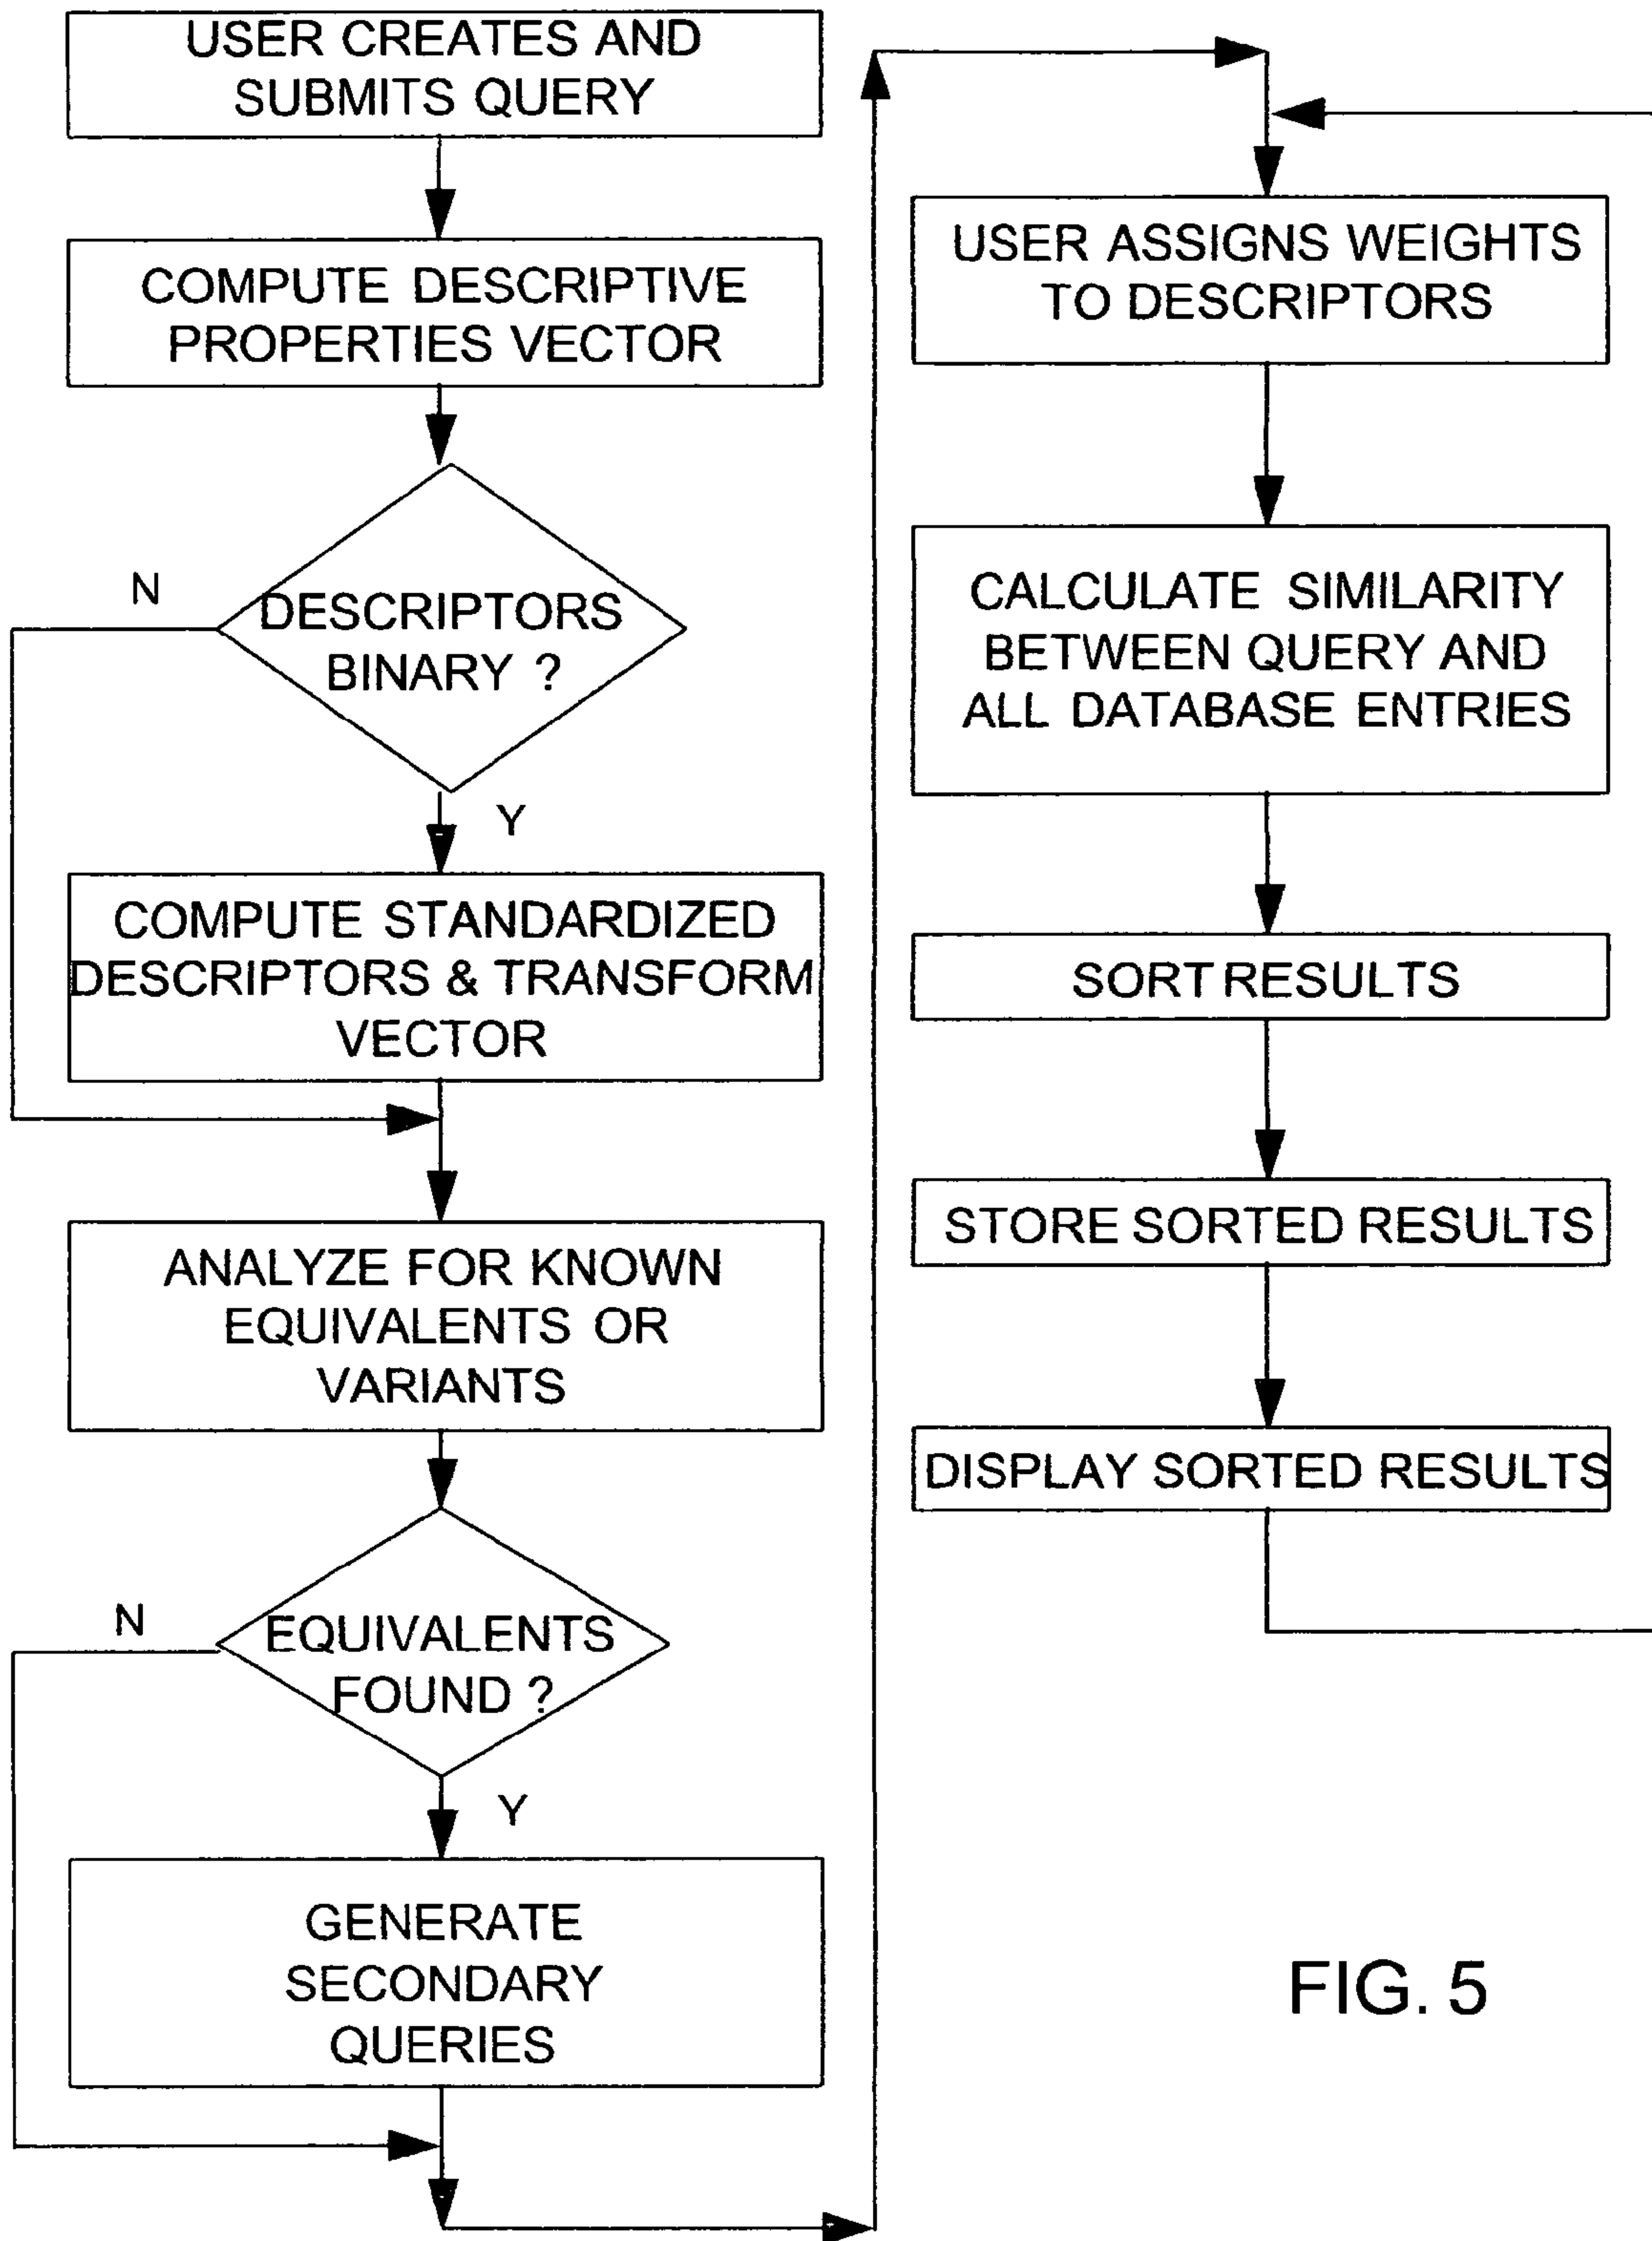 USER CREATES AND
SUBMITS QUERY
COMPUTE DESCRIPTIVE
PROPERTIES VECTOR
N
DESCRIPTORS
BINARY ?
Y
COMPUTE STANDARDIZED
DESCRIPTORS & TRANSFORM
VECTOR
ANALYZE FOR KNOWN
EQUIVALENTS OR
VARIANTS
N
EQUIVALENTS
FOUND ?
Y
GENERATE
SECONDARY
QUERIES
USER ASSIGNS WEIGHTS
TO DESCRIPTORS
CALCULATE SIMILARITY
BETWEEN QUERY AND
ALL DATABASE ENTRIES
SORT RESULTS
STORE SORTED RESULTS
DISPLAY SORTED RESULTS
FIG. 5